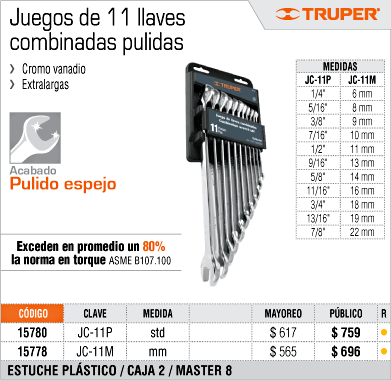 Juegos de 11 llaves
combinadas pulidas
› Cromo vanadio
› Extralargas
TRUPER
Acabado
Pulido espejo
TRUPER
11
Exceden en promedio un 80%
la norma en torque ASME B107.100
MEDIDAS
JC-11P JC-11M
1/4" 6 mm
5/16" 8 mm
3/8" 9 mm
7/16" 10 mm
1/2" 11 mm
9/16" 13 mm
5/8" 14 mm
11/16" 16 mm
3/4" 18 mm
13/16" 19 mm
7/8" 22 mm
CÓDIGO CLAVE MEDIDA MAYOREO PÚBLICO R
15780 JC-11P std $ 617 $ 759
15778 JC-11M mm $ 565 $ 696
ESTUCHE PLÁSTICO / CAJA 2 / MASTER 8